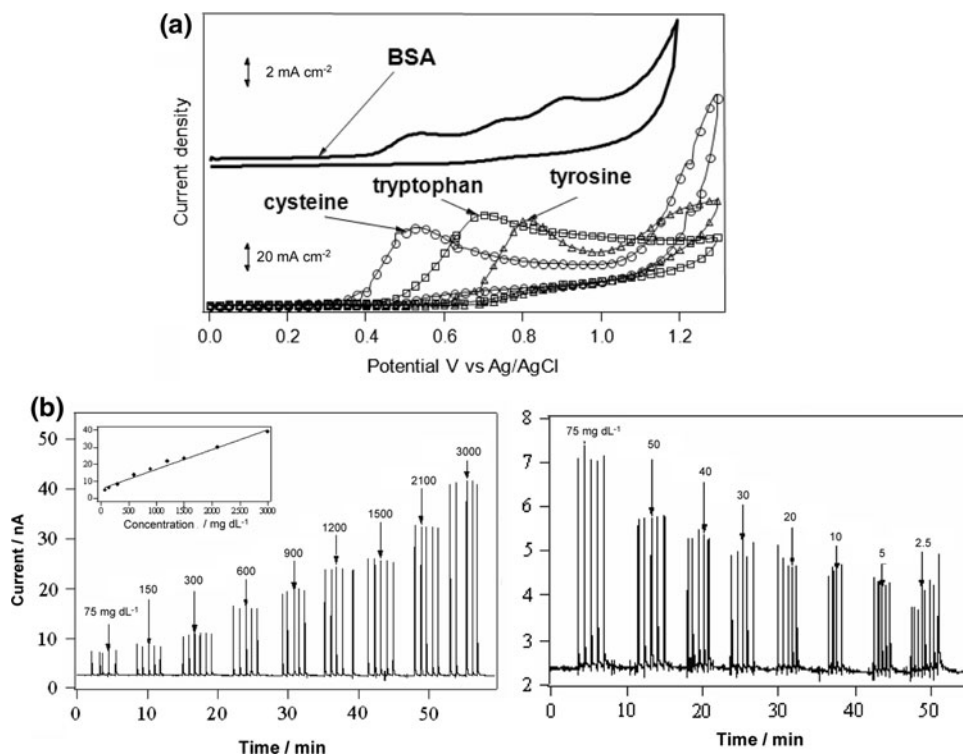 (a)
2 mA cm-2
BSA
Current density
cysteine
tryptophan
tyrosine
20 mA cm-2
0.0 0.2 0.4 0.6 0.8 1.0 1.2
Potential V vs Ag/AgCl
(b)
50
40
30
20
10
0
Current / nA
40
30
20
10
0
0 500 1000 1500 2000 2500 3000
Concentration / mg dL-1
75 mg dL-1
150
300
600
900
1200
1500
2100
3000
0 10 20 30 40 50
Time / min
8
7
6
5
4
3
2
75 mg dL-1
50
40
30
20
10
5
2.5
0 10 20 30 40 50
Time / min